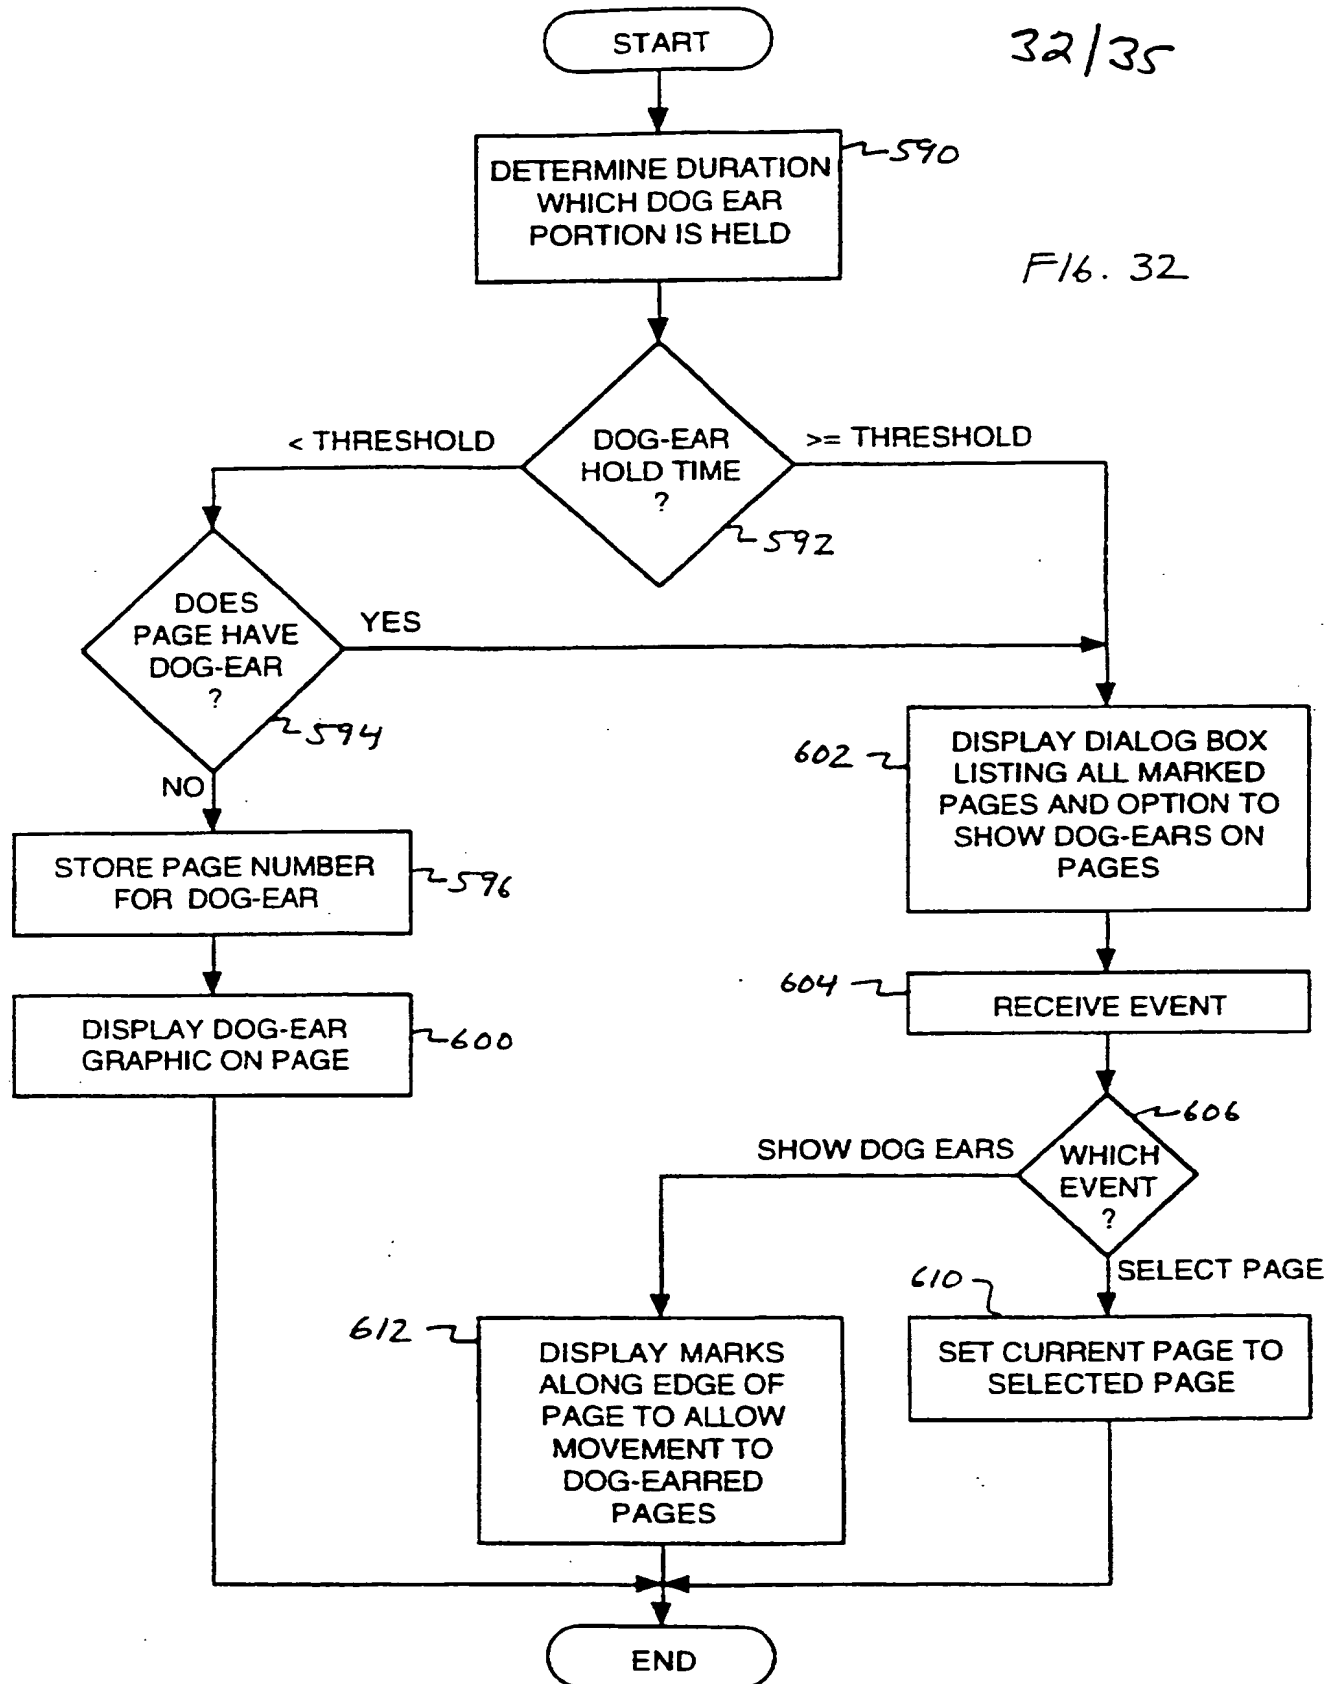 START
32/35
DETERMINE DURATION
WHICH DOG EAR
PORTION IS HELD
590
FIG. 32
< THRESHOLD
DOG-EAR
HOLD TIME
?
>= THRESHOLD
592
DOES
PAGE HAVE
DOG-EAR
?
YES
594
NO
STORE PAGE NUMBER
FOR DOG-EAR
596
DISPLAY DOG-EAR
GRAPHIC ON PAGE
600
602
DISPLAY DIALOG BOX
LISTING ALL MARKED
PAGES AND OPTION TO
SHOW DOG-EARS ON
PAGES
604
RECEIVE EVENT
606
SHOW DOG EARS
WHICH
EVENT
?
SELECT PAGE
610
SET CURRENT PAGE TO
SELECTED PAGE
612
DISPLAY MARKS
ALONG EDGE OF
PAGE TO ALLOW
MOVEMENT TO
DOG-EARRED
PAGES
END